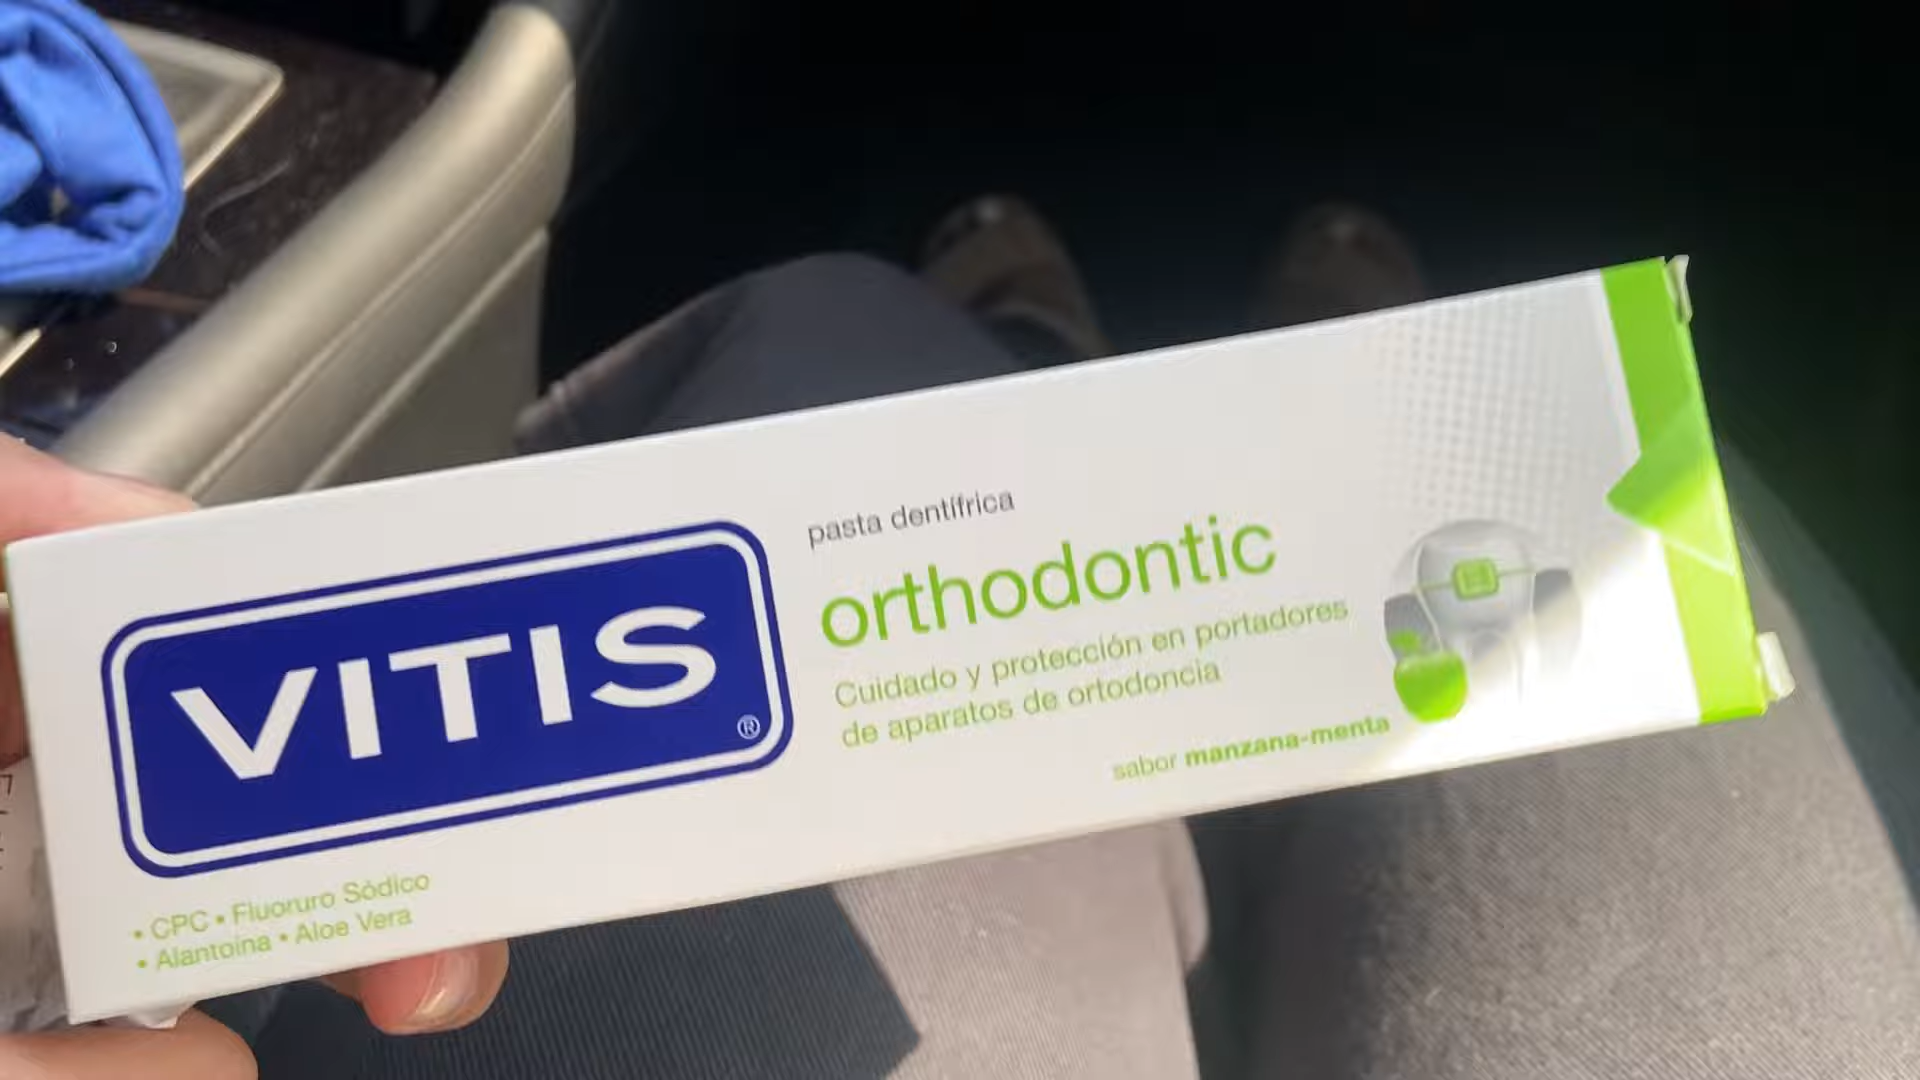 VITIS
®
pasta dentífrica
orthodontic
Cuidado y protección en portadores
de aparatos de ortodoncia
sabor manzana-menta
• CPC • Fluoruro Sódico
• Alantoína • Aloe Vera